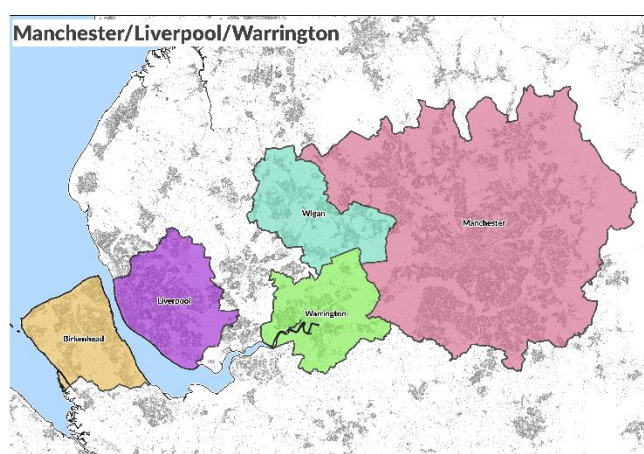 Manchester/Liverpool/Warrington
Wigan
Manchester
Liverpool
Warrington
Birkenhead